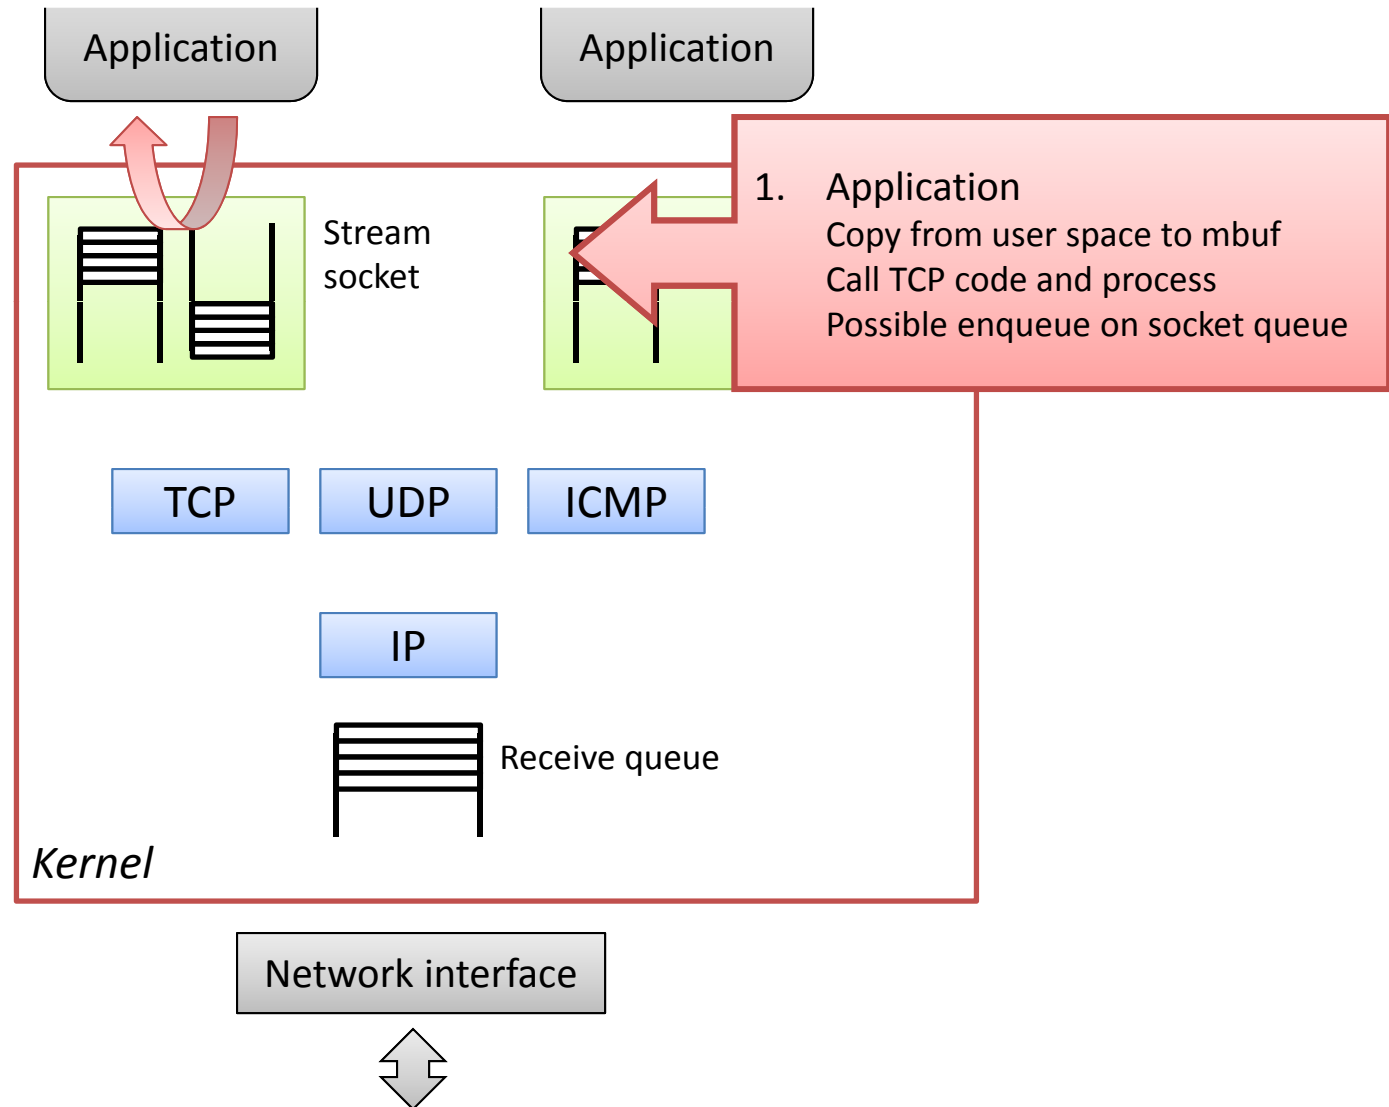 Application
Application
1. Application
Copy from user space to mbuf
Call TCP code and process
Possible enqueue on socket queue
Stream
socket
TCP
UDP
ICMP
IP
Receive queue
Kernel
Network interface